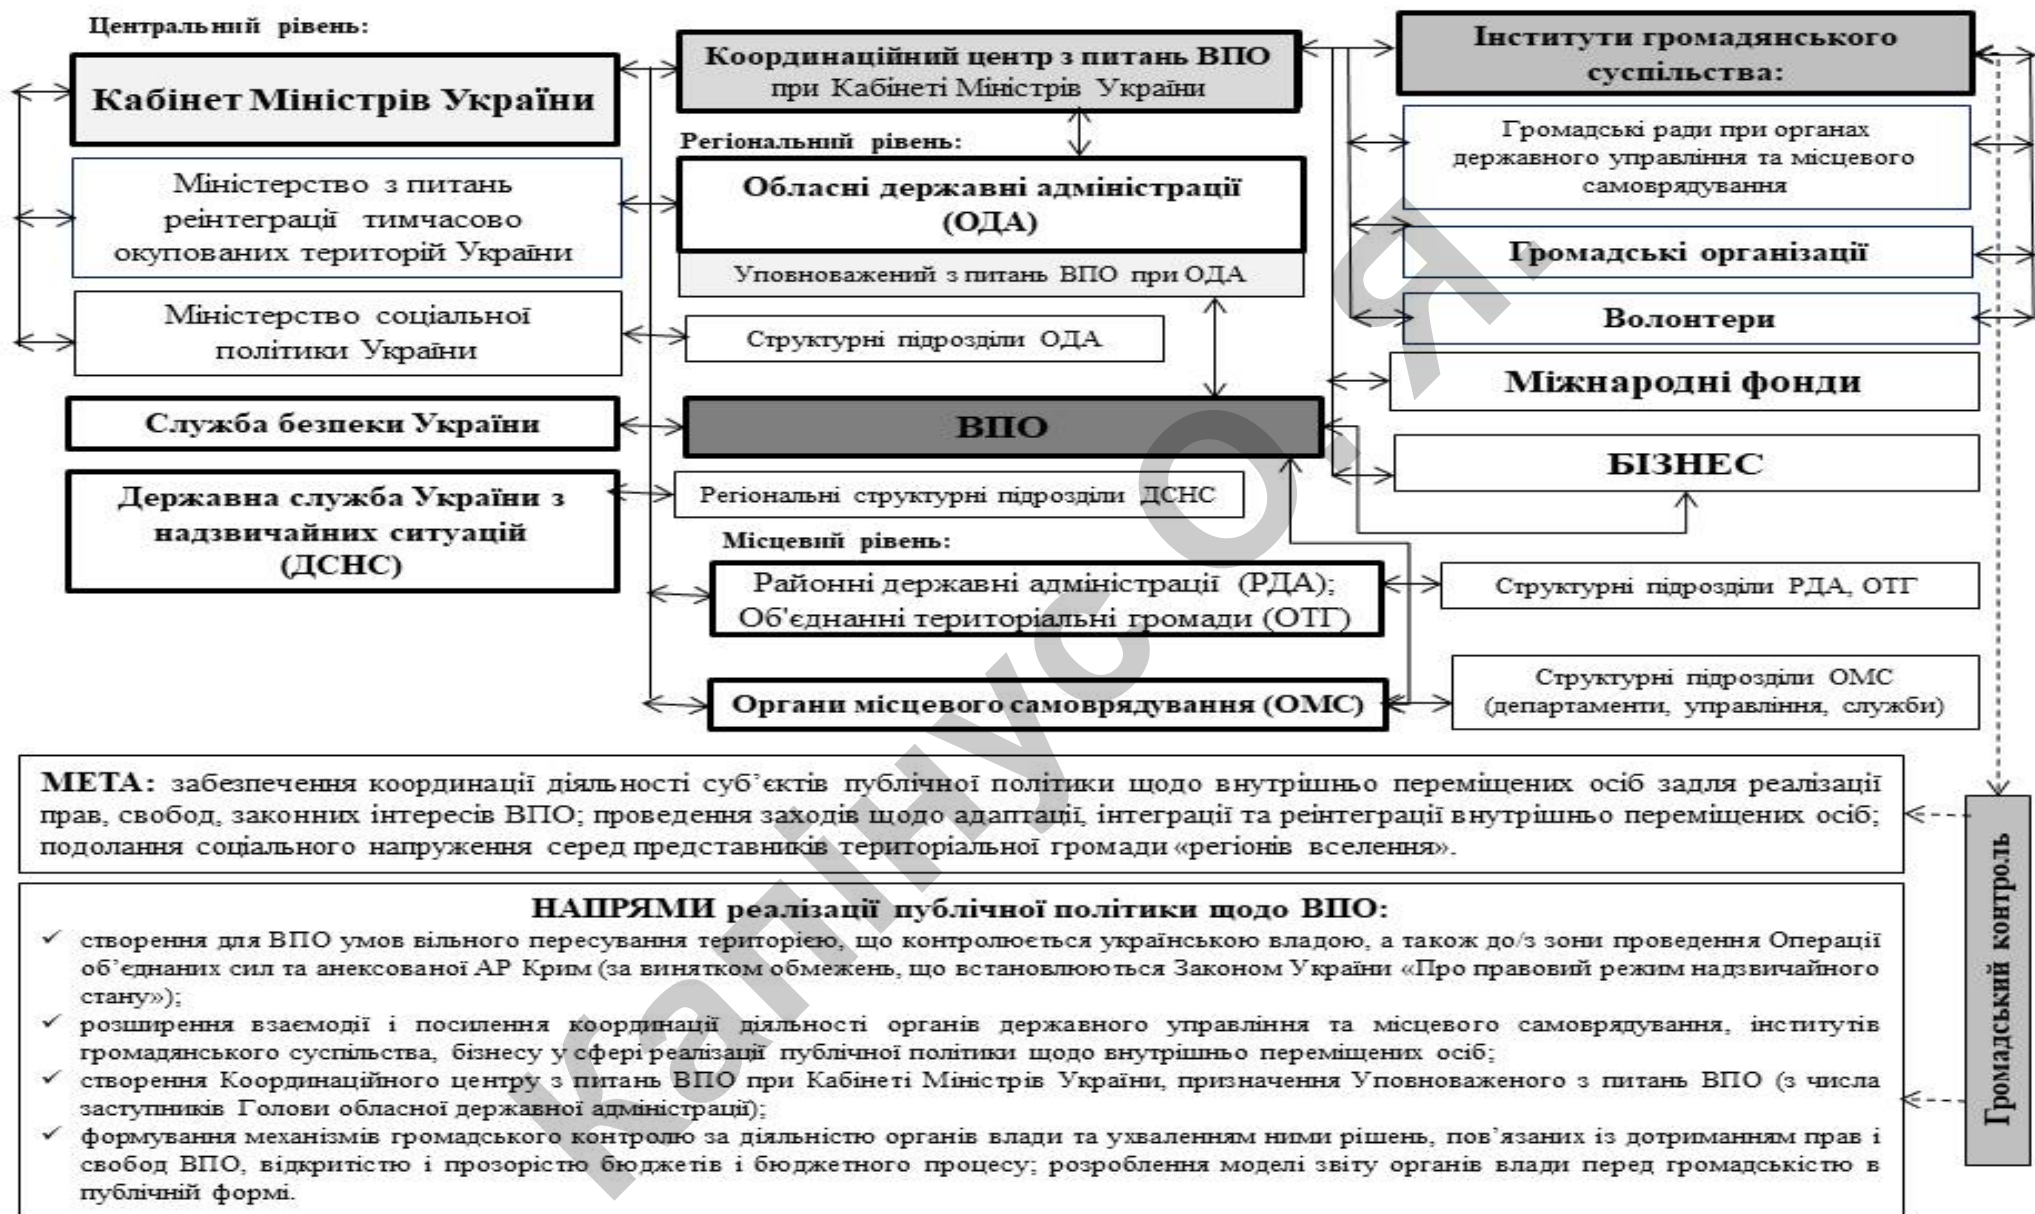 Центральний рівень:
Кабінет Міністрів України
Міністерство з питань
реінтеграції тимчасово
окупованих територій України
Міністерство соціальної
політики України
Служба безпеки України
Державна служба України з
надзвичайних ситуацій
(ДСНС)
Координаційний центр з питань ВПО
при Кабінеті Міністрів України
Регіональний рівень:
Обласні державні адміністрації
(ОДА)
Уповноважений з питань ВПО при ОДА
Структурні підрозділи ОДА
ВПО
Регіональні структурні підрозділи ДСНС
Місцевий рівень:
Районні державні адміністрації (РДА);
Об'єднанні територіальні громади (ОТГ)
Органи місцевого самоврядування (ОМС)
Інститути громадянського
суспільства:
Громадські ради при органах
державного управління та місцевого
самоврядування
Громадські організації
Волонтери
Міжнародні фонди
БІЗНЕС
Структурні підрозділи РДА, ОТГ
Структурні підрозділи ОМС
(департаменти, управління, служби)
МЕТА: забезпечення координації діяльності суб’єктів публічної політики щодо внутрішньо переміщених осіб задля реалізації
прав, свобод, законних інтересів ВПО; проведення заходів щодо адаптації, інтеграції та реінтеграції внутрішньо переміщених осіб;
подолання соціального напруження серед представників територіальної громади «регіонів вселення».
НАПРЯМИ реалізації публічної політики щодо ВПО:
✓ створення для ВПО умов вільного пересування територією, що контролюється українською владою, а також до/з зони проведення Операції
об’єднаних сил та анексованої АР Крим (за винятком обмежень, що встановлюються Законом України «Про правовий режим надзвичайного
стану»);
✓ розширення взаємодії і посилення координації діяльності органів державного управління та місцевого самоврядування, інститутів
громадянського суспільства, бізнесу у сфері реалізації публічної політики щодо внутрішньо переміщених осіб;
✓ створення Координаційного центру з питань ВПО при Кабінеті Міністрів України, призначення Уповноваженого з питань ВПО (з числа
заступників Голови обласної державної адміністрації);
✓ формування механізмів громадського контролю за діяльністю органів влади та ухваленням ними рішень, пов’язаних із дотриманням прав і
свобод ВПО, відкритістю і прозорістю бюджетів і бюджетного процесу; розроблення моделі звіту органів влади перед громадськістю в
публічній формі.
Громадський контроль
Капінус О. Я.